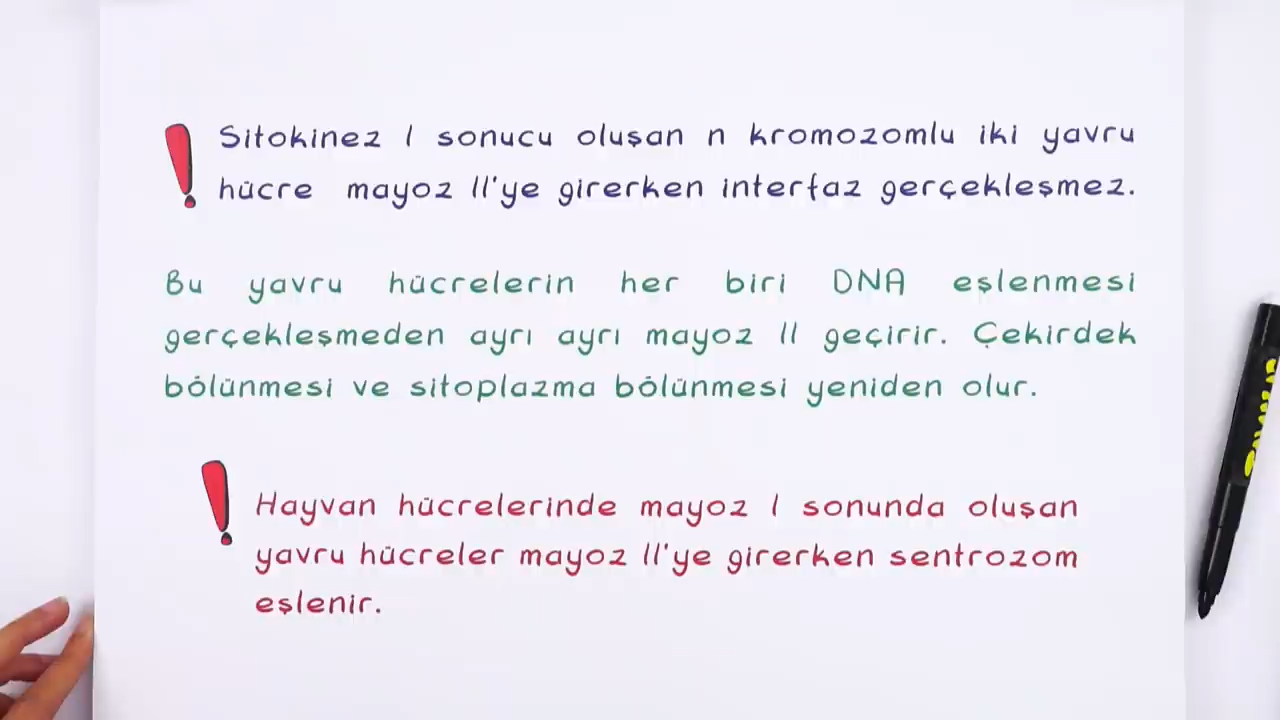 Sitokinez I sonucu oluşan n kromozomlu iki yavru
hücre mayoz II'ye girerken interfaz gerçekleşmez.
Bu yavru hücrelerin her biri DNA eşlenmesi
gerçekleşmeden ayrı ayrı mayoz II geçirir. Çekirdek
bölünmesi ve sitoplazma bölünmesi yeniden olur.
Hayvan hücrelerinde mayoz I sonunda oluşan
yavru hücreler mayoz II'ye girerken sentrozom
eşlenir.